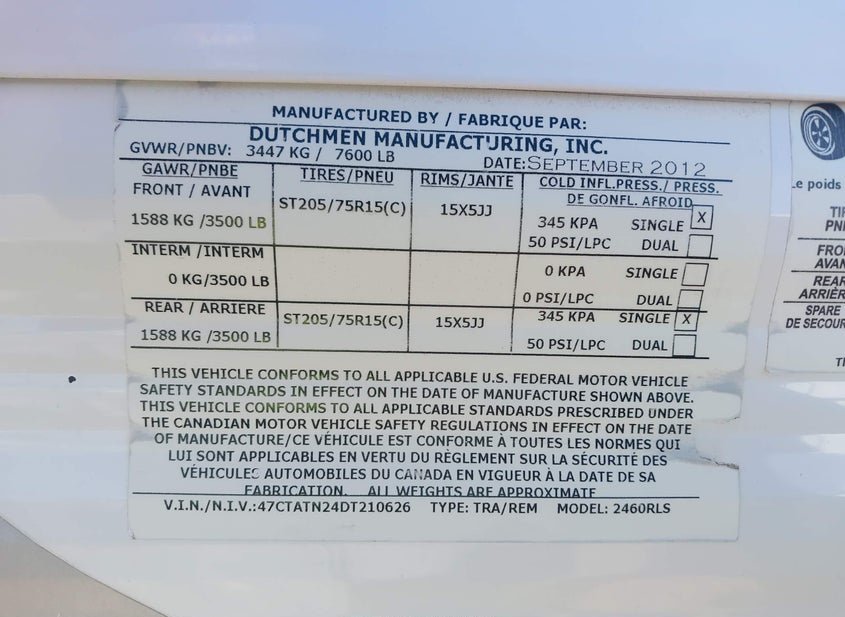 MANUFACTURED BY / FABRIQUE PAR:
DUTCHMEN MANUFACTURING, INC.
GVWR/PNBV: 3447 KG / 7600 LB DATE:SEPTEMBER 2012
GAWR/PNBE TIRES/PNEU RIMS/JANTE COLD INFL.PRESS./ PRESS.
DE GONFL. AFROID
FRONT / AVANT
1588 KG /3500 LB ST205/75R15(C) 15X5JJ 345 KPA SINGLE X
50 PSI/LPC DUAL
INTERM /INTERM
0 KG/3500 LB 0 KPA SINGLE
0 PSI/LPC DUAL
REAR / ARRIERE
1588 KG /3500 LB ST205/75R15(C) 15X5JJ 345 KPA SINGLE X
50 PSI/LPC DUAL
THIS VEHICLE CONFORMS TO ALL APPLICABLE U.S. FEDERAL MOTOR VEHICLE
SAFETY STANDARDS IN EFFECT ON THE DATE OF MANUFACTURE SHOWN ABOVE.
THIS VEHICLE CONFORMS TO ALL APPLICABLE STANDARDS PRESCRIBED UNDER
THE CANADIAN MOTOR VEHICLE SAFETY REGULATIONS IN EFFECT ON THE DATE
OF MANUFACTURE/CE VÉHICULE EST CONFORME À TOUTES LES NORMES QUI
LUI SONT APPLICABLES EN VERTU DU RÈGLEMENT SUR LA SÉCURITÉ DES
VÉHICULES AUTOMOBILES DU CANADA EN VIGUEUR À LA DATE DE SA
FABRICATION. ALL WEIGHTS ARE APPROXIMATE
V.I.N./N.I.V.:47CTATN24DT210626 TYPE: TRA/REM MODEL: 2460RLS
Le poids
FRO
AVAN
REAR
ARRIÈR
SPARE
DE SECOUR